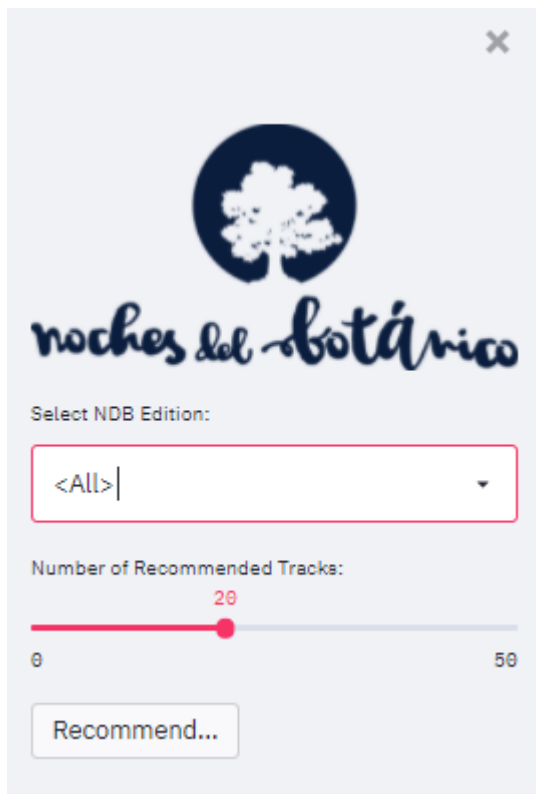 noches del botánico
Select NDB Edition:
<All>
Number of Recommended Tracks:
20
0 50
Recommend...